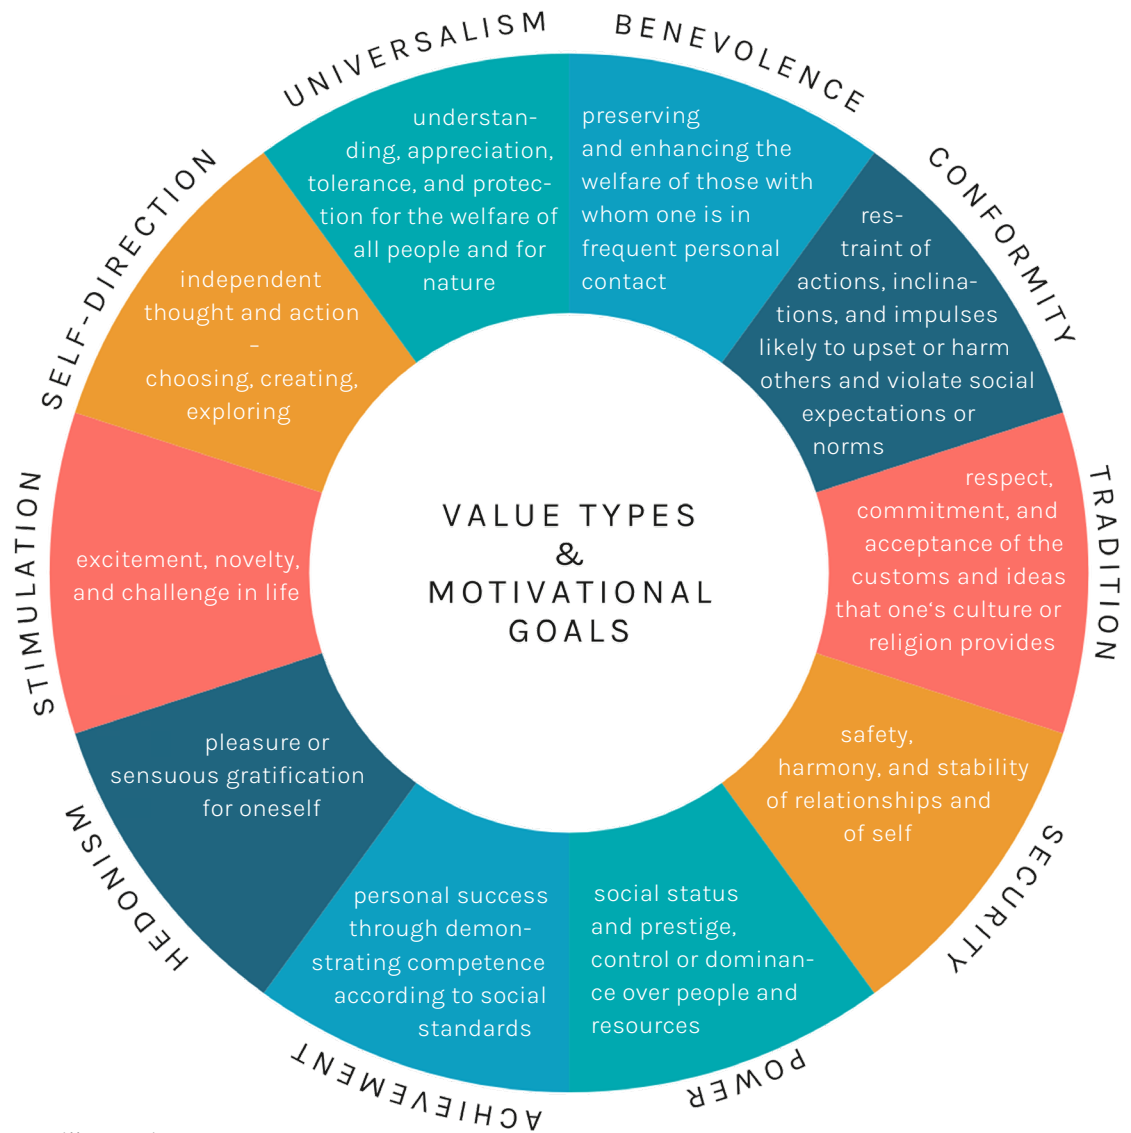 UNIVERSALISM
understan-
ding, appreciation,
tolerance, and protec-
tion for the welfare of
all people and for
nature
BENEVOLENCE
preserving
and enhancing the
welfare of those with
whom one is in
frequent personal
contact
CONFORMITY
res-
traint of
actions, inclina-
tions, and impulses
likely to upset or harm
others and violate social
expectations or
norms
TRADITION
respect,
commitment, and
acceptance of the
customs and ideas
that one‘s culture or
religion provides
SECURITY
safety,
harmony, and stability
of relationships and
of self
POWER
social status
and prestige,
control or dominan-
ce over people and
resources
ACHIEVEMENT
personal success
through demon-
strating competence
according to social
standards
HEDONISM
pleasure or
sensuous gratification
for oneself
STIMULATION
excitement, novelty,
and challenge in life
SELF-DIRECTION
independent
thought and action
–
choosing, creating,
exploring
VALUE TYPES
&
MOTIVATIONAL
GOALS